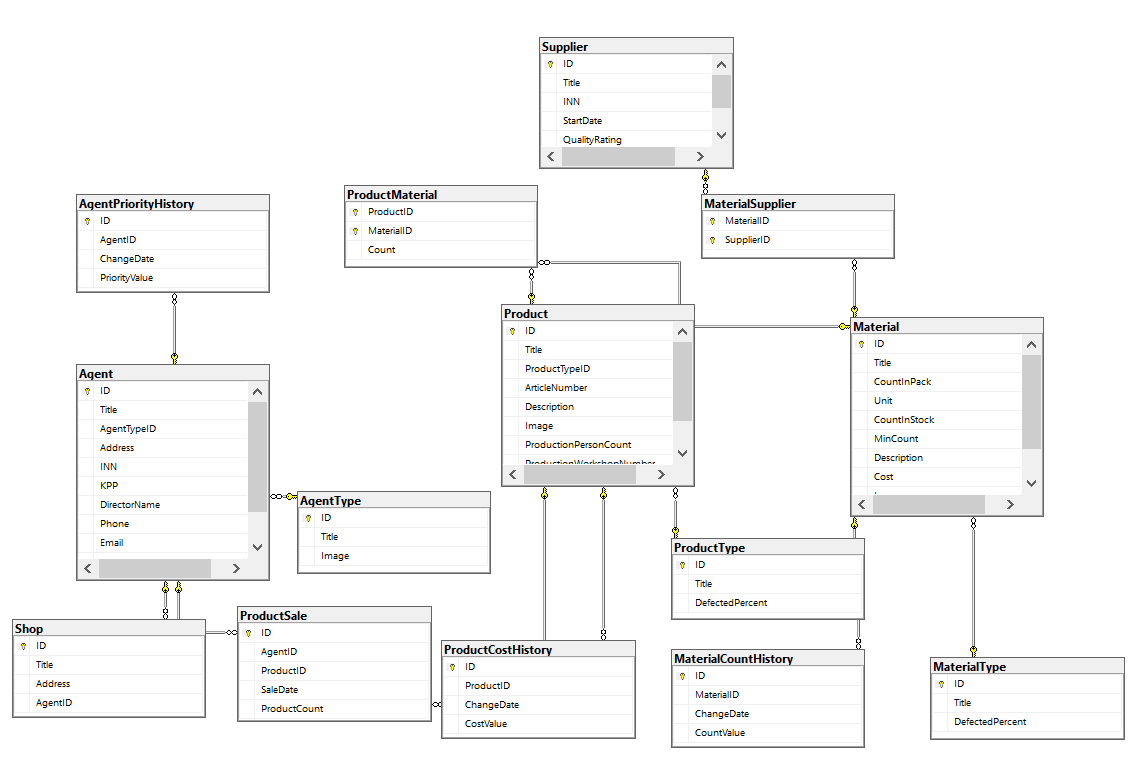 Supplier
ID
Title
INN
StartDate
QualityRating
AgentPriorityHistory
ID
AgentID
ChangeDate
PriorityValue
ProductMaterial
ProductID
MaterialID
Count
MaterialSupplier
MaterialID
SupplierID
Product
ID
Title
ProductTypeID
ArticleNumber
Description
Image
ProductionPersonCount
ProductionWorkshopNumber
Material
ID
Title
CountInPack
Unit
CountInStock
MinCount
Description
Cost
Agent
ID
Title
AgentTypeID
Address
INN
KPP
DirectorName
Phone
Email
AgentType
ID
Title
Image
ProductType
ID
Title
DefectedPercent
Shop
ID
Title
Address
AgentID
ProductSale
ID
AgentID
ProductID
SaleDate
ProductCount
ProductCostHistory
ID
ProductID
ChangeDate
CostValue
MaterialCountHistory
ID
MaterialID
ChangeDate
CountValue
MaterialType
ID
Title
DefectedPercent